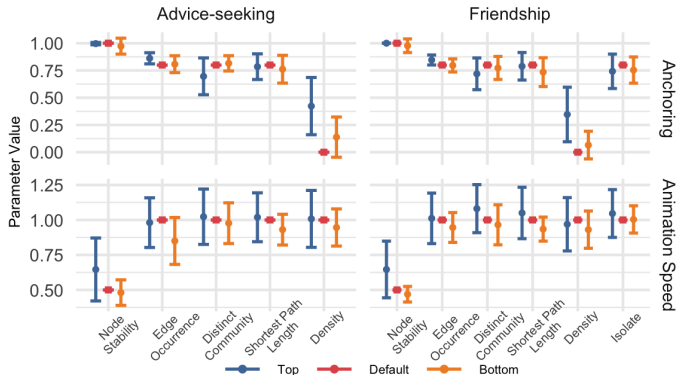 Advice-seeking Friendship
1.00
0.75
0.50
0.25
0.00
Anchoring
Parameter Value
1.25
1.00
0.75
0.50
Animation Speed
Node
Stability
Edge
Occurrence
Distinct
Community
Shortest Path
Length
Density
Node
Stability
Edge
Occurrence
Distinct
Community
Shortest Path
Length
Density
Isolate
Top Default Bottom